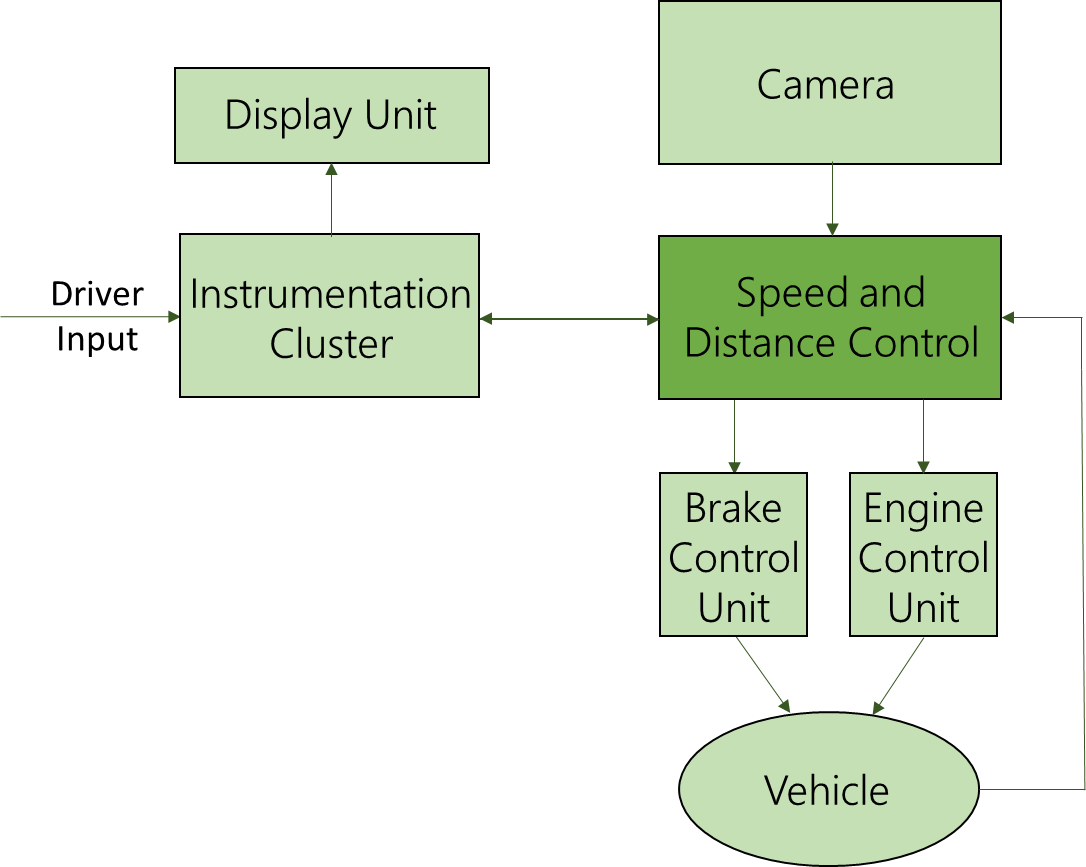 Camera
Display Unit
Driver
Input
Instrumentation
Cluster
Speed and
Distance Control
Brake
Control
Unit
Engine
Control
Unit
Vehicle